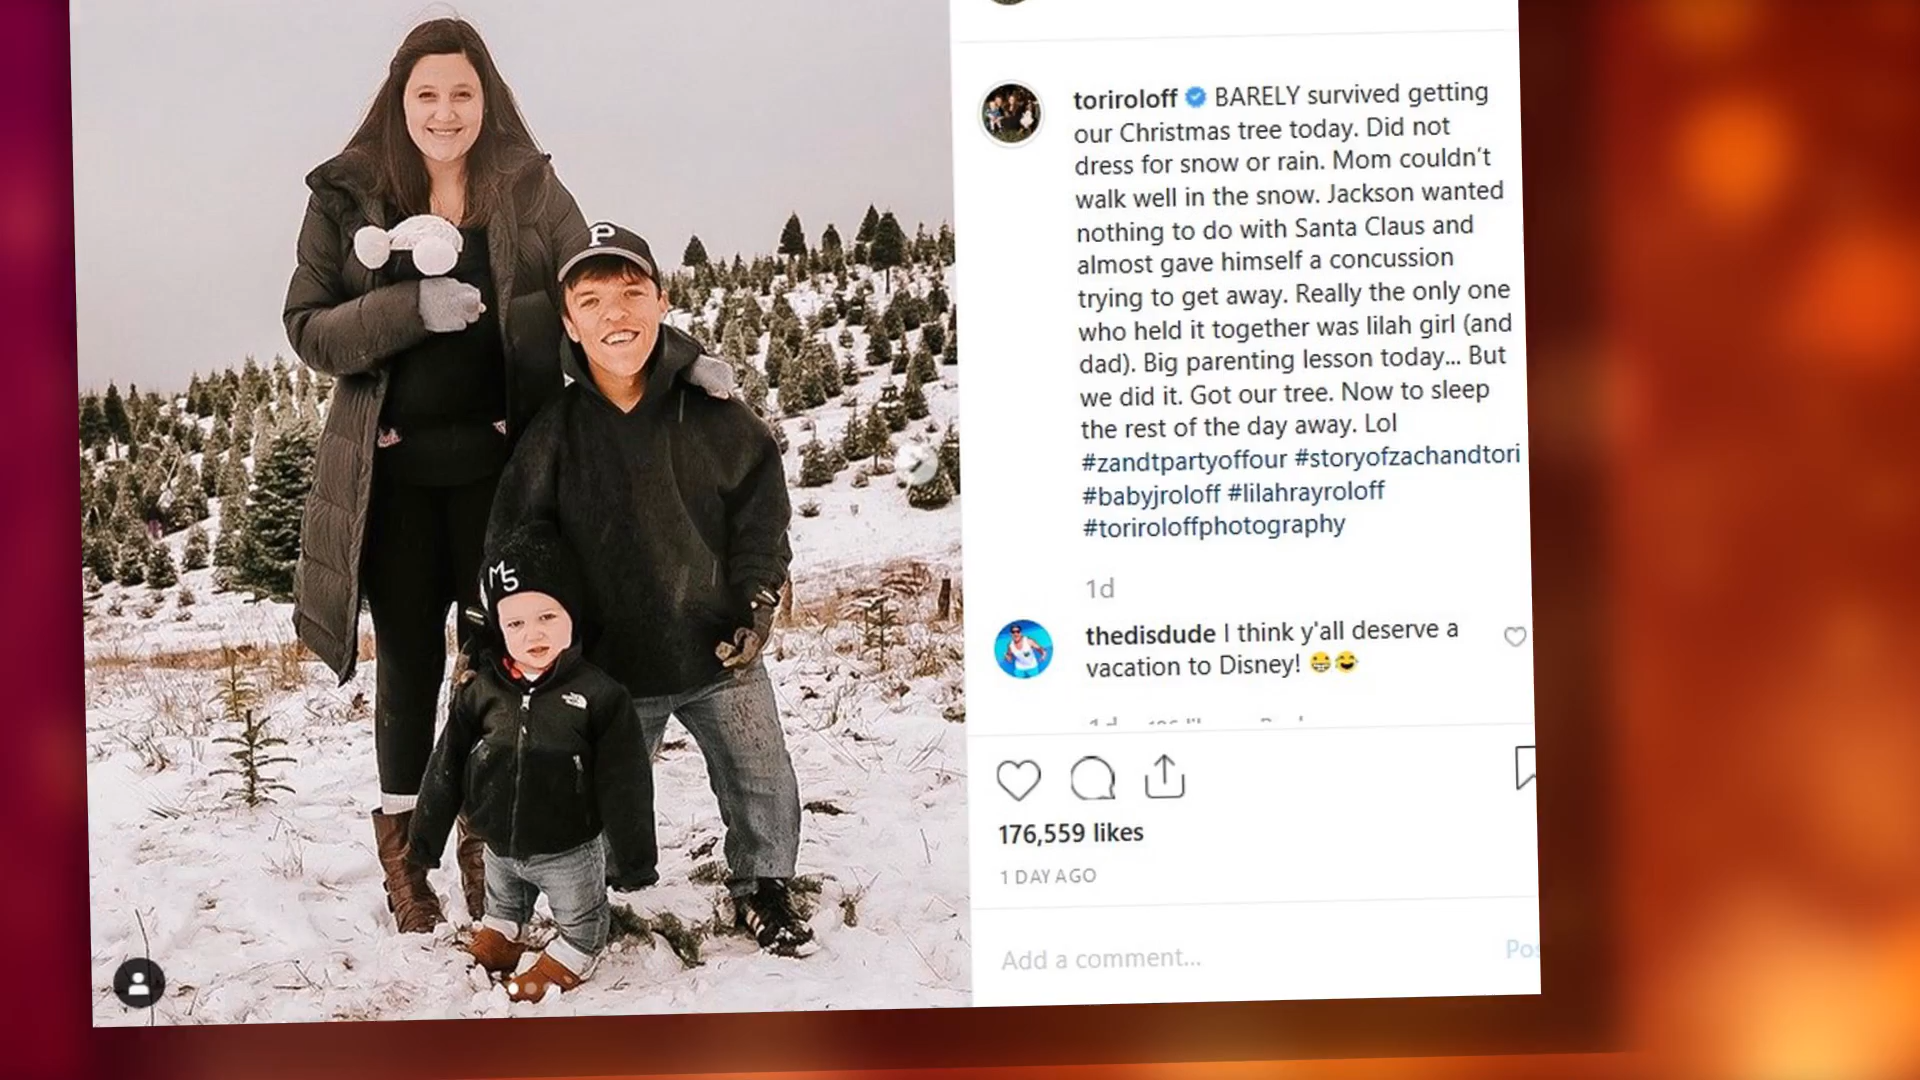 toriroloff BARELY survived getting
our Christmas tree today. Did not
dress for snow or rain. Mom couldn't
walk well in the snow. Jackson wanted
nothing to do with Santa Claus and
almost gave himself a concussion
trying to get away. Really the only one
who held it together was lilah girl (and
dad). Big parenting lesson today... But
we did it. Got our tree. Now to sleep
the rest of the day away. Lol
#zandtpartyoffour #storyofzachandtori
#babyjroloff #lilahrayroloff
#toriroloffphotography
1d
thedisdude I think y'all deserve a
vacation to Disney! 😁😂
176,559 likes
1 DAY AGO
Add a comment...
Pos
P
M5